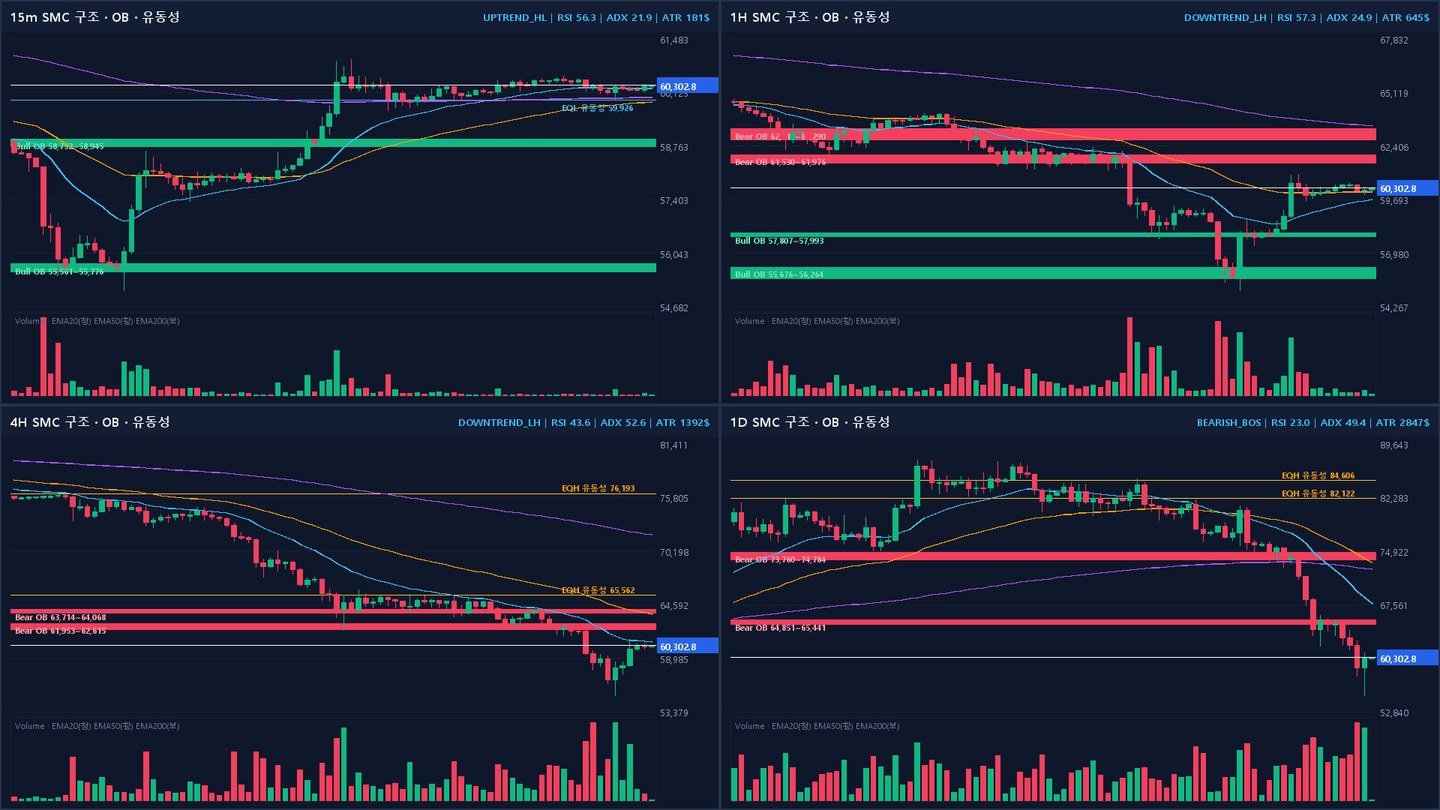 15m SMC 구조 · OB · 유동성
UPTREND_HL | RSI 56.3 | ADX 21.9 | ATR 181$
61,483
60,302.8
60,123
EQL 유동성 59,926
58,763
57,403
56,043
54,682
Volume · EMA20(청) EMA50(황) EMA200(보)
1H SMC 구조 · OB · 유동성
DOWNTREND_LH | RSI 57.3 | ADX 24.9 | ATR 645$
67,832
65,119
Bear OB
62,406
Bear OB 61,530~61,976
60,302.8
59,693
Bull OB 57,807~57,993
56,980
Bull OB 55,676~56,264
54,267
Volume · EMA20(청) EMA50(황) EMA200(보)
4H SMC 구조 · OB · 유동성
DOWNTREND_LH | RSI 43.6 | ADX 52.6 | ATR 1392$
81,411
EQH 유동성 76,193
75,805
70,198
EQH 유동성 65,562
64,592
Bear OB 63,714~64,068
Bear OB 61,953~62,615
60,302.8
58,985
53,379
Volume · EMA20(청) EMA50(황) EMA200(보)
1D SMC 구조 · OB · 유동성
BEARISH_BOS | RSI 23.0 | ADX 49.4 | ATR 2847$
89,643
EQH 유동성 84,606
EQH 유동성 82,122
82,283
74,922
Bear OB 73,760~74,784
67,561
Bear OB 64,851~65,441
60,302.8
52,840
Volume · EMA20(청) EMA50(황) EMA200(보)